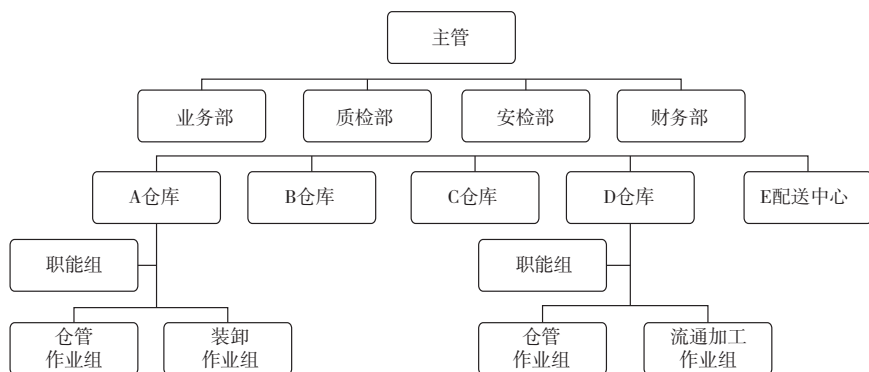 主管
业务部
质检部
安检部
财务部
A仓库
B仓库
C仓库
D仓库
E配送中心
职能组
职能组
仓管
作业组
装卸
作业组
仓管
作业组
流通加工
作业组